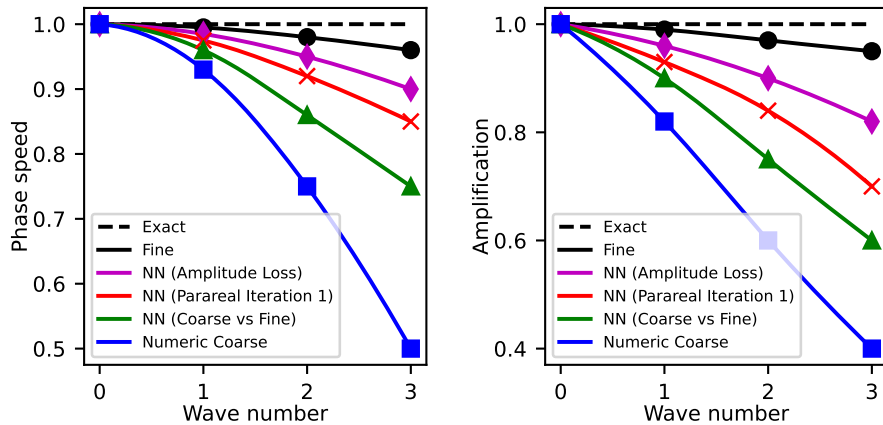 Phase speed
1.0
0.9
0.8
0.7
0.6
0.5
Exact
Fine
NN (Amplitude Loss)
NN (Parareal Iteration 1)
NN (Coarse vs Fine)
Numeric Coarse
0 1 2 3
Wave number
Amplification
1.0
0.8
0.6
0.4
Exact
Fine
NN (Amplitude Loss)
NN (Parareal Iteration 1)
NN (Coarse vs Fine)
Numeric Coarse
0 1 2 3
Wave number